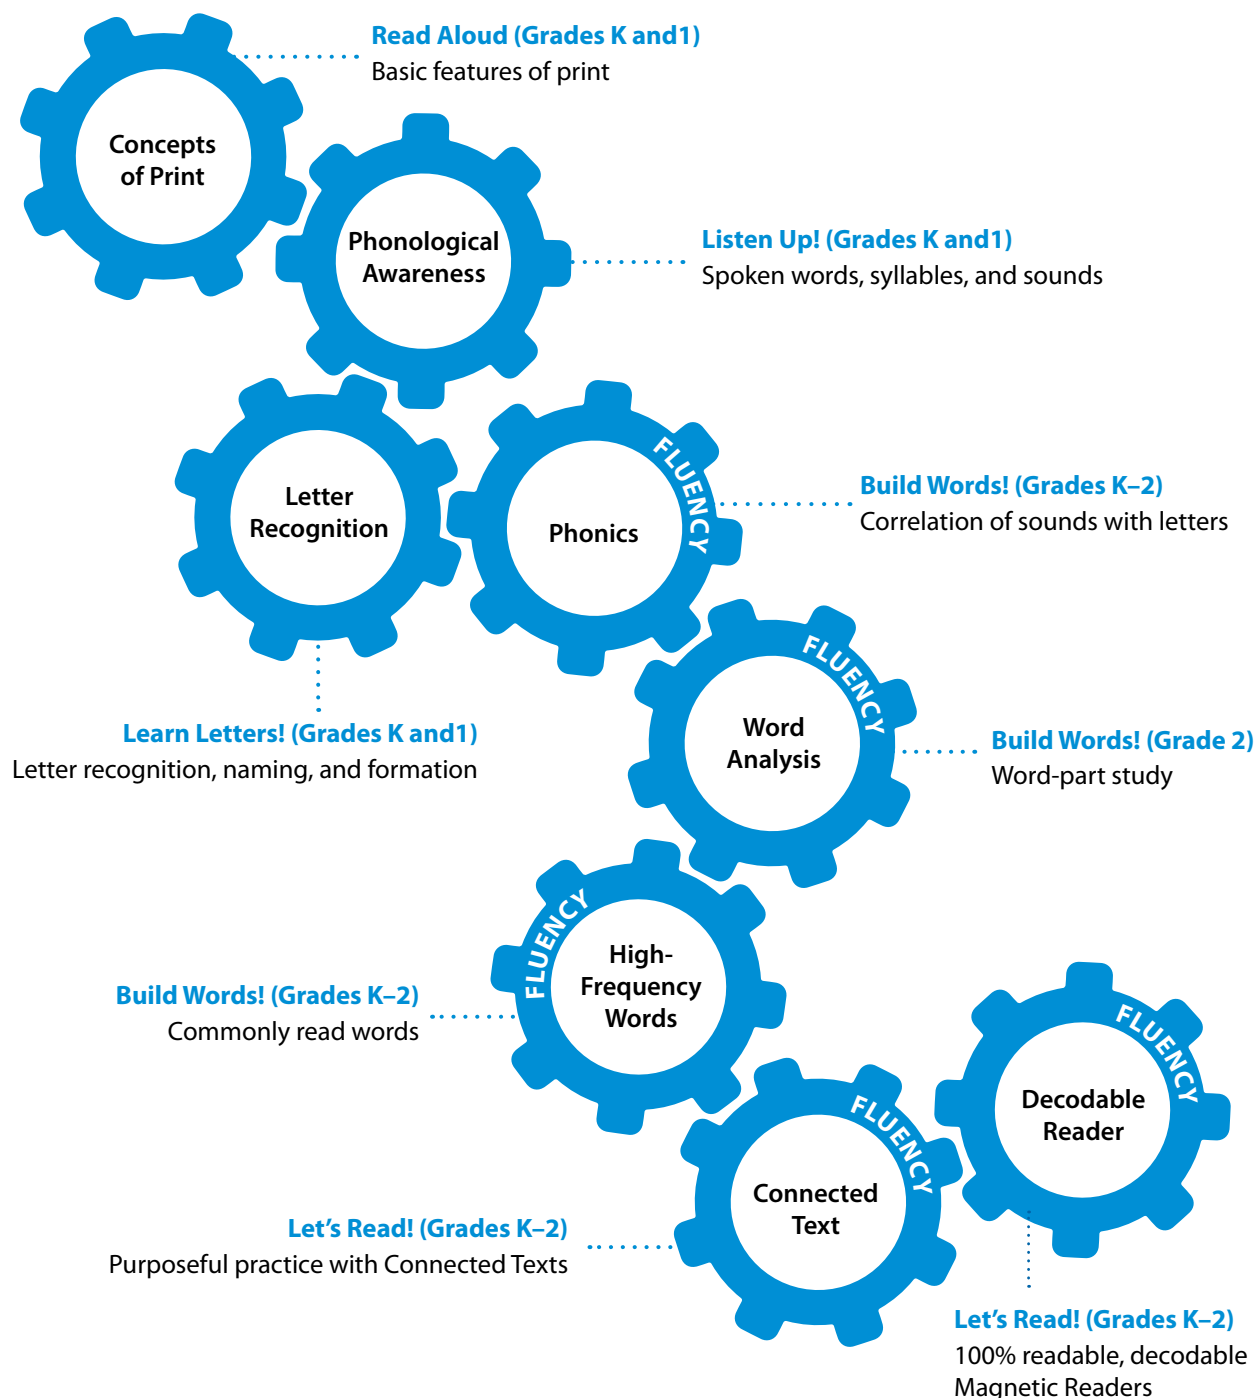 Read Aloud (Grades K and1)
Basic features of print
Concepts
of Print
Phonological
Awareness
Listen Up! (Grades K and1)
Spoken words, syllables, and sounds
Letter
Recognition
FLUENCY
Phonics
Build Words! (Grades K–2)
Correlation of sounds with letters
Learn Letters! (Grades K and1)
Letter recognition, naming, and formation
FLUENCY
Word
Analysis
Build Words! (Grade 2)
Word-part study
FLUENCY
High-
Frequency
Words
Build Words! (Grades K–2)
Commonly read words
FLUENCY
Connected
Text
Let’s Read! (Grades K–2)
Purposeful practice with Connected Texts
FLUENCY
Decodable
Reader
Let’s Read! (Grades K–2)
100% readable, decodable
Magnetic Readers